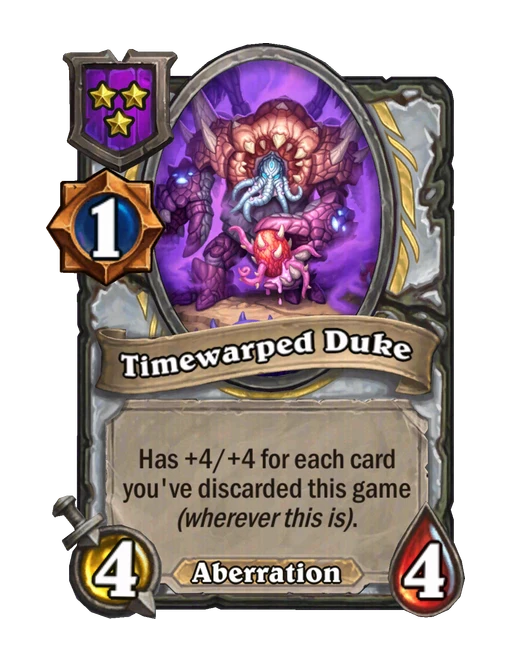 1
Timewarped Duke
Has +4/+4 for each card
you've discarded this game
(wherever this is).
4
Aberration
4